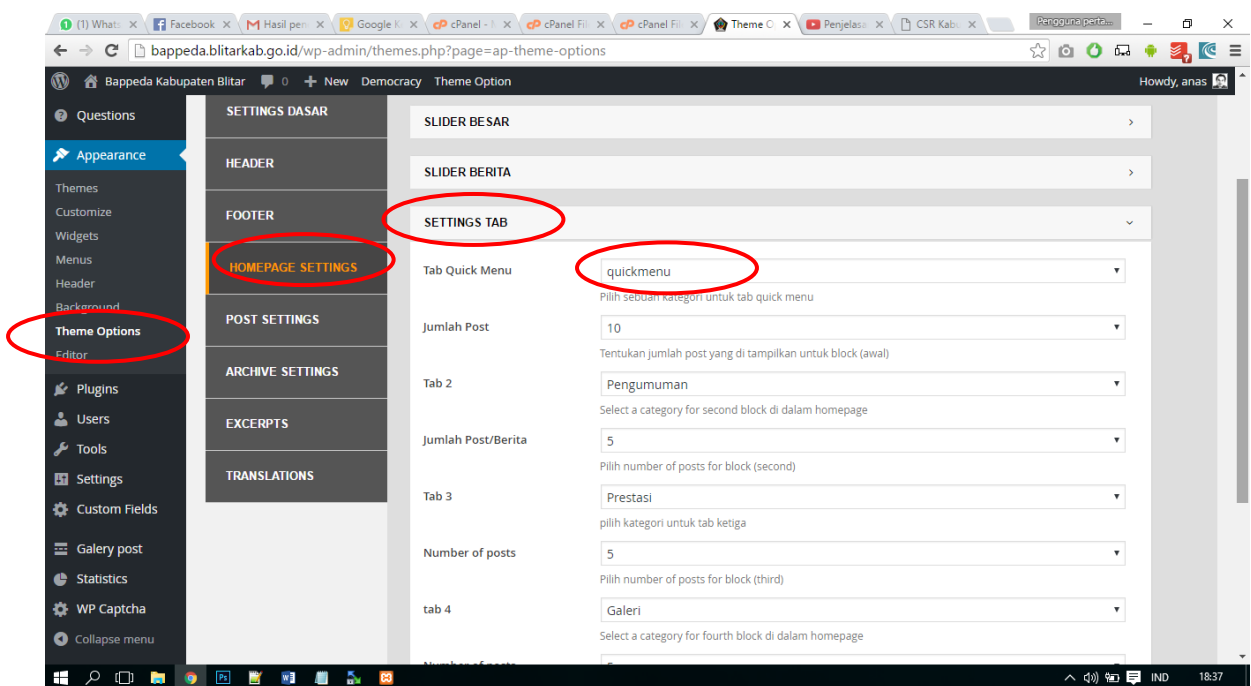 (1) Whats
Facebook
Hasil pen
Google K
cPanel -
cPanel Fil
cPanel Fil
Theme O
Penjelasa
CSR Kabu
Pengguna perta...
bappeda.blitarkab.go.id/wp-admin/themes.php?page=ap-theme-options
Bappeda Kabupaten Blitar 0 + New Democracy Theme Option Howdy, anas
Questions
Appearance
Themes
Customize
Widgets
Menus
Header
Background
Theme Options
Editor
Plugins
Users
Tools
Settings
Custom Fields
Galery post
Statistics
WP Captcha
Collapse menu
SETTINGS DASAR
HEADER
FOOTER
HOMEPAGE SETTINGS
POST SETTINGS
ARCHIVE SETTINGS
EXCERPTS
TRANSLATIONS
SLIDER BESAR
SLIDER BERITA
SETTINGS TAB
Tab Quick Menu quickmenu
Pilih sebuah kategori untuk tab quick menu
Jumlah Post 10
Tentukan jumlah post yang di tampilkan untuk block (awal)
Tab 2 Pengumuman
Select a category for second block di dalam homepage
Jumlah Post/Berita 5
Pilih number of posts for block (second)
Tab 3 Prestasi
pilih kategori untuk tab ketiga
Number of posts 5
Pilih number of posts for block (third)
tab 4 Galeri
Select a category for fourth block di dalam homepage
Number of posts
IND 18:37